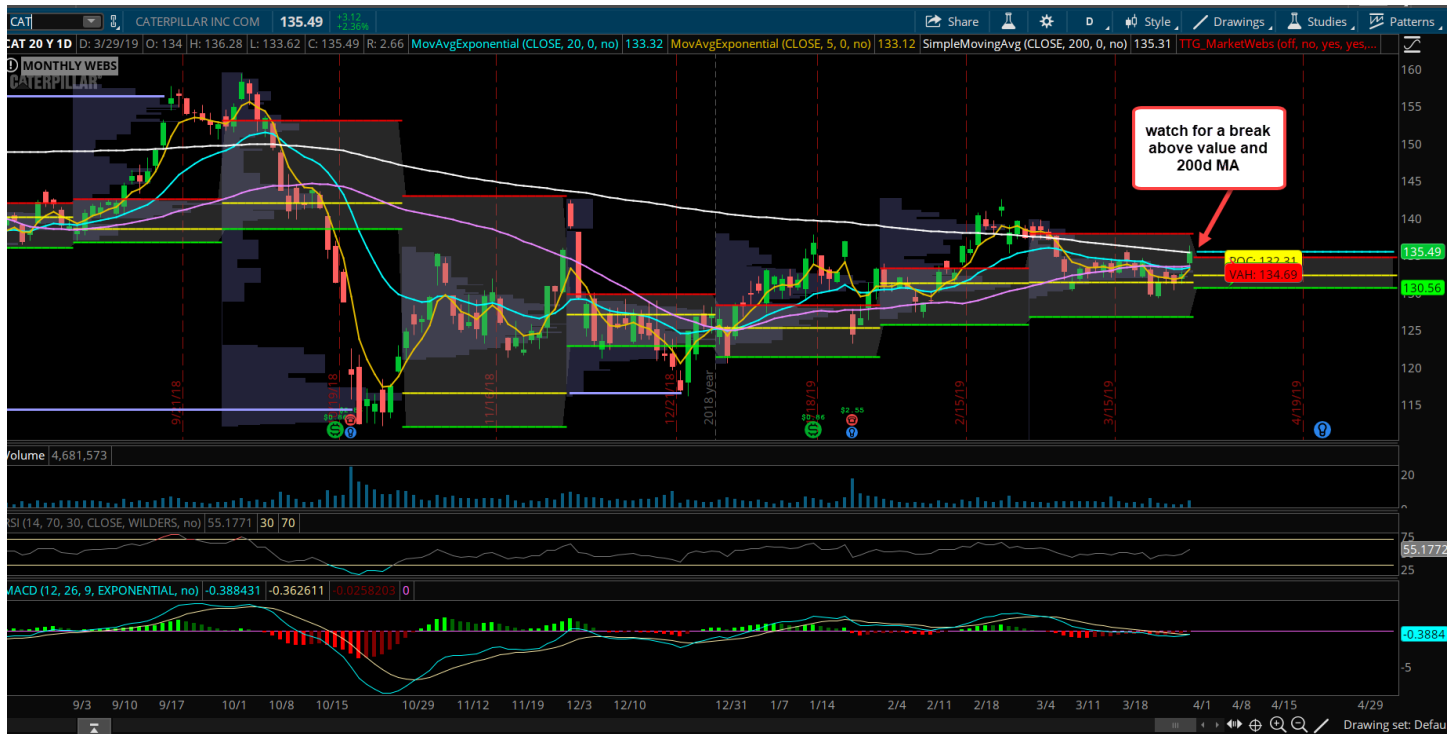 CAT
CATERPILLAR INC COM
135.49
+3.12
+2.36%
Share
D
Style
Drawings
Studies
Patterns
CAT 20 Y 1D D: 3/29/19 O: 134 H: 136.28 L: 133.62 C: 135.49 R: 2.66 MovAvgExponential (CLOSE, 20, 0, no) 133.32 MovAvgExponential (CLOSE, 5, 0, no) 133.12 SimpleMovingAvg (CLOSE, 200, 0, no) 135.31 TTG_MarketWebs (off, no, yes, yes,...
MONTHLY WEBS
CATERPILLAR
watch for a break
above value and
200d MA
160
155
150
145
140
135.49
130.56
125
120
115
POC: 132.31
VAH: 134.69
9/21/18
11/16/18
12/21/18
2018 year
2/15/19
3/15/19
4/19/19
$2.55
Volume 4,681,573
20
RSI (14, 70, 30, CLOSE, WILDERS, no) 55.1771 30 70
75
55.1772
25
MACD (12, 26, 9, EXPONENTIAL, no) -0.388431 -0.362611 -0.0258203 0
-0.3884
-5
9/3 9/10 9/17 10/1 10/8 10/15 10/29 11/12 11/19 12/3 12/10 12/31 1/7 1/14 2/4 2/11 2/18 3/4 3/11 3/18 4/1 4/8 4/15 4/29
Drawing set: Defau